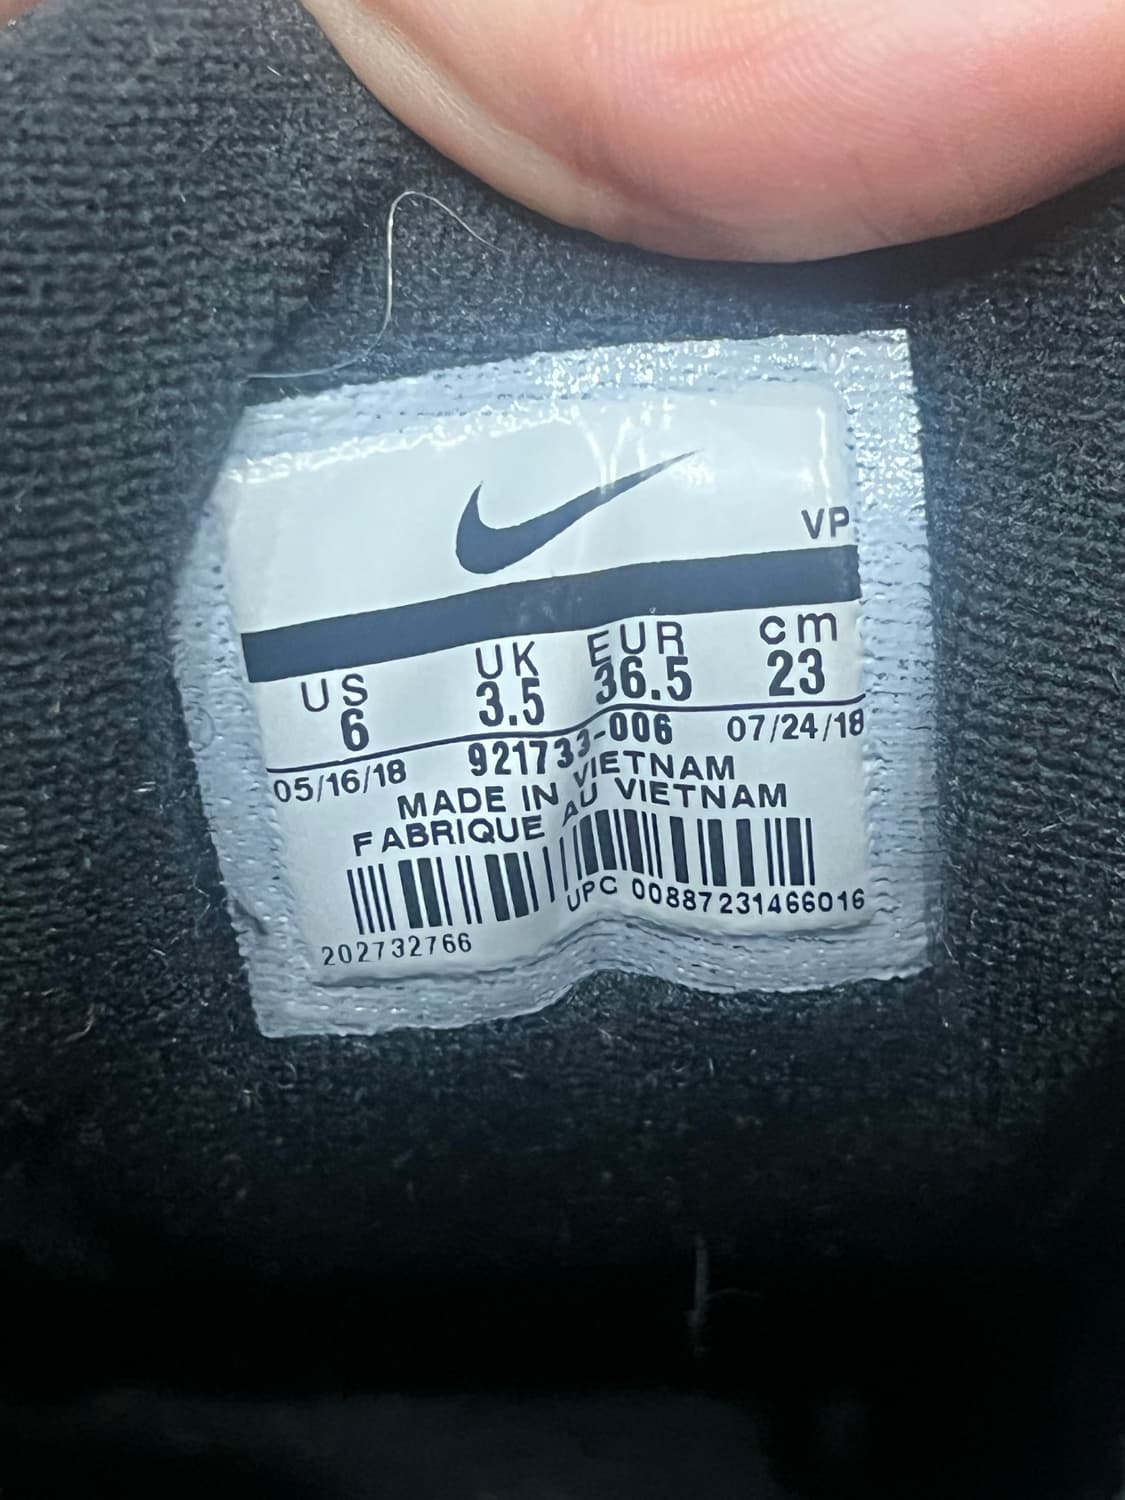 VP
US UK EUR cm
6 3.5 36.5 23
05/16/18 921733-006 07/24/18
MADE IN VIETNAM
FABRIQUE AU VIETNAM
UPC 00887231466016
202732766